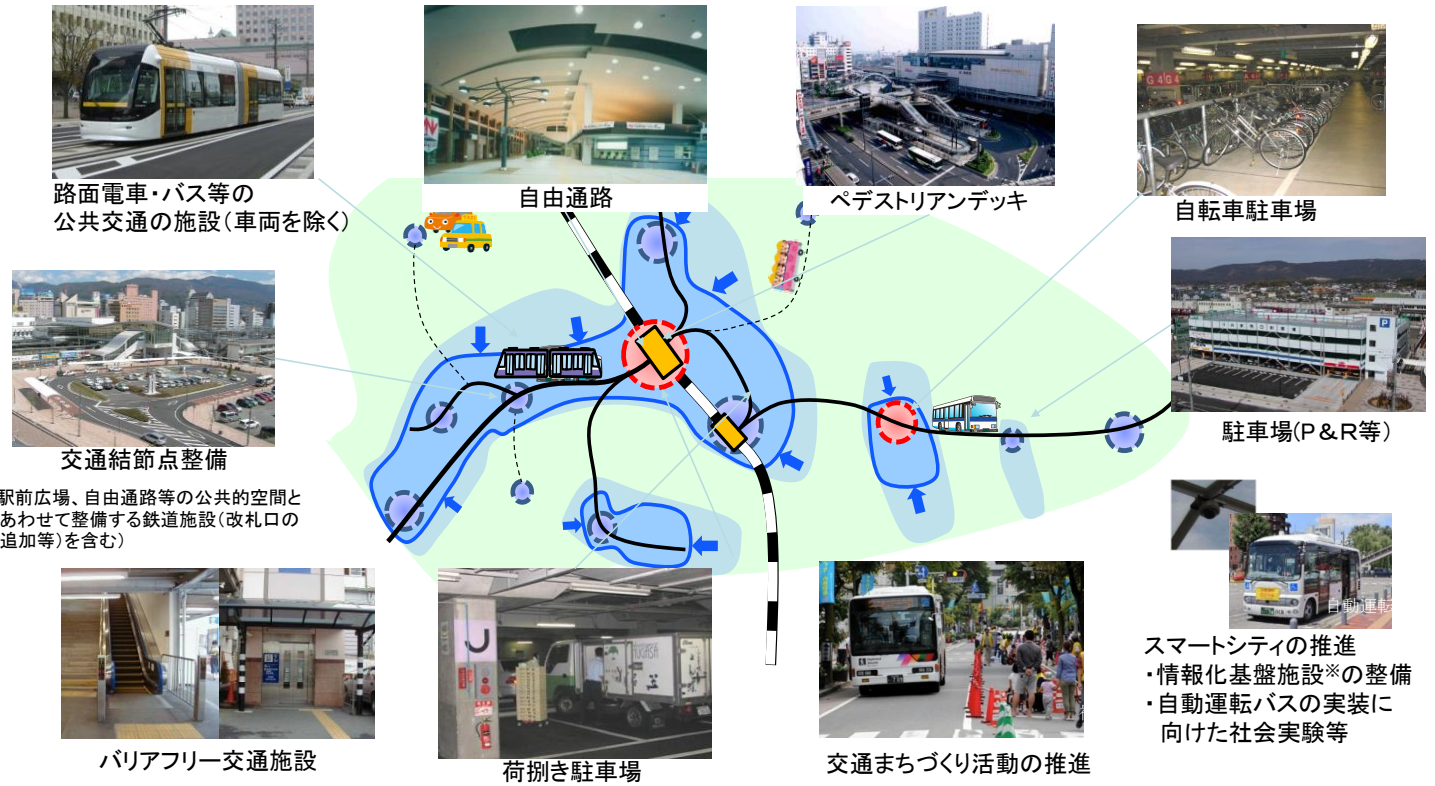 路面電車・バス等の
公共交通の施設(車両を除く)
自由通路
ペデストリアンデッキ
G4 G4
自転車駐車場
TAXI
交通結節点整備
駅前広場、自由通路等の公共的空間と
あわせて整備する鉄道施設(改札口の
追加等)を含む)
P
駐車場(P&R等)
バリアフリー交通施設
荷捌き駐車場
交通まちづくり活動の推進
自動運転
スマートシティの推進
・情報化基盤施設※の整備
・自動運転バスの実装に
向けた社会実験等